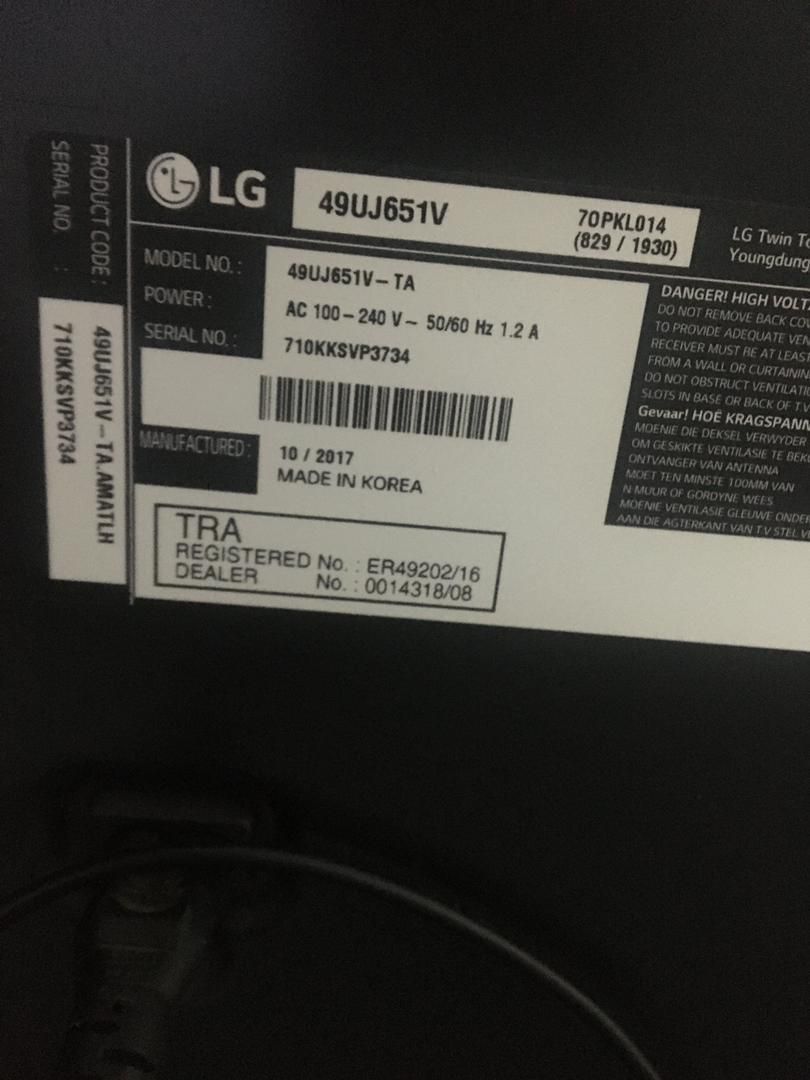 LG
49UJ651V
7OPKL014
(829 / 1930)
LG Twin
Youngdung
MODEL NO.: 49UJ651V-TA
POWER: AC 100-240 V~ 50/60 Hz 1.2 A
SERIAL NO.: 710KKSVP3734
MANUFACTURED: 10 / 2017
MADE IN KOREA
TRA
REGISTERED No. : ER49202/16
DEALER No. : 0014318/08
PRODUCT CODE: 49UJ651V-TA.AMATLH
SERIAL NO. : 710KKSVP3734
DANGER! HIGH
DO NOT REMOVE BACK
TO PROVIDE ADEQUATE
RECEIVER MUST BE AT LEAST
FROM A WALL OR
DO NOT OBSTRUCT
SLOTS IN BASE OR BACK OF
Gevaar! HOË
MOENIE DIE DEKSEL VERWYDER
OM GESKIKTE VENTILASIE TE
ONTVANGER VAN ANTENNA
MOET TEN MINSTE 100MM VAN
N MUUR OF GORDYNE WEES
MOENIE VENTILASIE GLEUWE
AAN DIE AGTERKANT VAN TV STEL